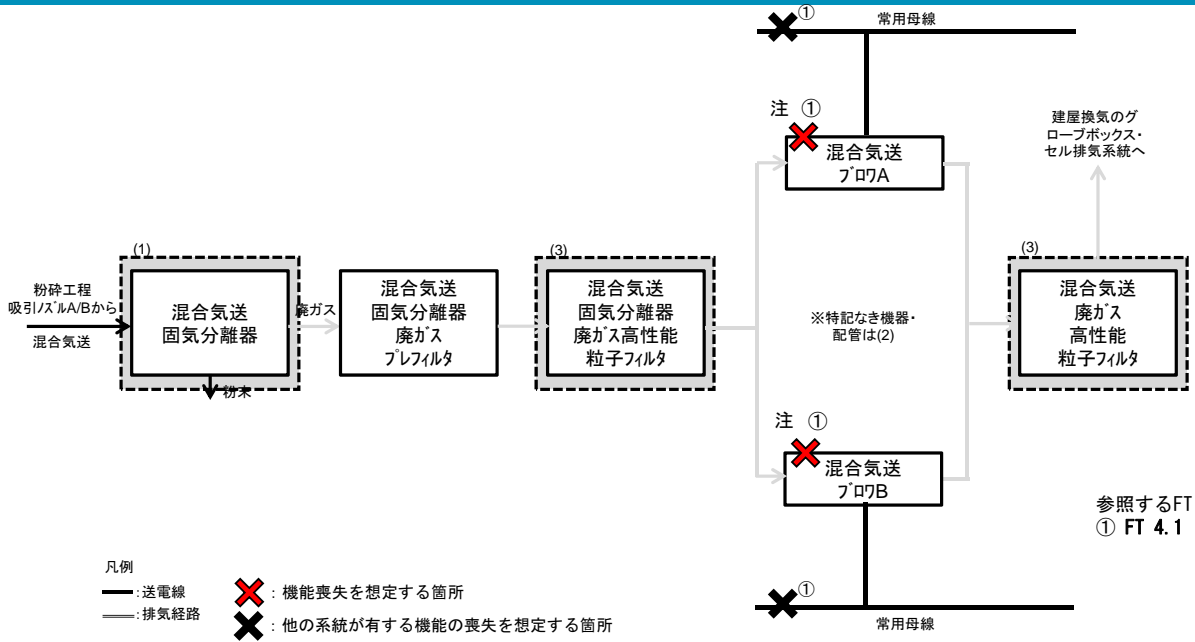 ①
常用母線
注 ①
混合気送
ブロワA
建屋換気のグ
ローブボックス・
セル排気系統へ
(1)
粉砕工程
吸引ノズルA/Bから
混合気送
混合気送
固気分離器
粉末
廃ガス
混合気送
固気分離器
廃ガス
プレフィルタ
(3)
混合気送
固気分離器
廃ガス高性能
粒子フィルタ
※特記なき機器・
配管は(2)
(3)
混合気送
廃ガス
高性能
粒子フィルタ
注 ①
混合気送
ブロワB
①
常用母線
参照するFT
① FT 4.1
凡例
:送電線
:排気経路
: 機能喪失を想定する箇所
: 他の系統が有する機能の喪失を想定する箇所